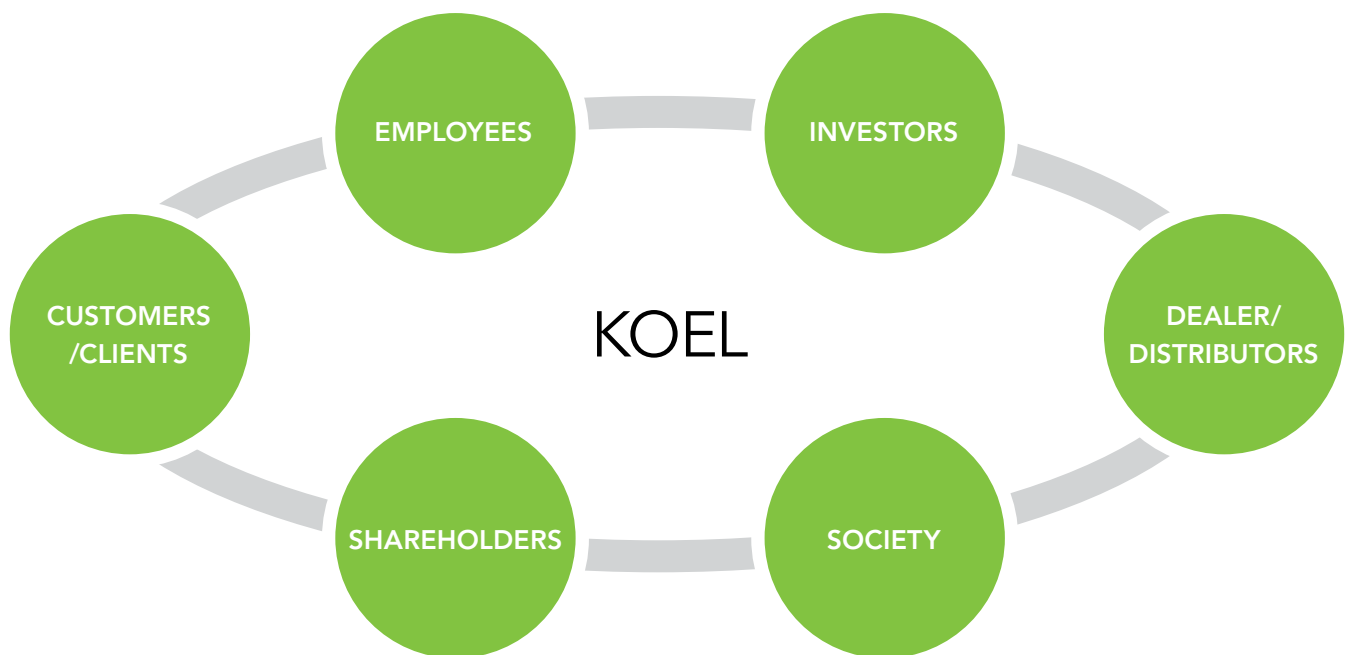 EMPLOYEES
INVESTORS
CUSTOMERS
/CLIENTS
KOEL
DEALER/
DISTRIBUTORS
SHAREHOLDERS
SOCIETY